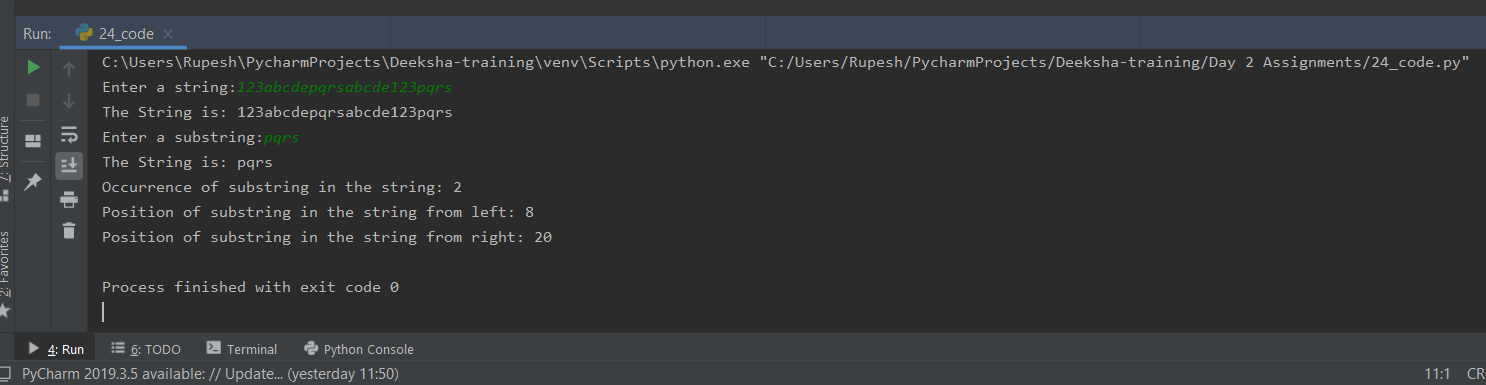 Run: 24_code
C:\Users\Rupesh\PycharmProjects\Deeksha-training\venv\Scripts\python.exe "C:/Users/Rupesh/PycharmProjects/Deeksha-training/Day 2 Assignments/24_code.py"
Enter a string:123abcdepqrsabcde123pqrs
The String is: 123abcdepqrsabcde123pqrs
Enter a substring:pqrs
The String is: pqrs
Occurrence of substring in the string: 2
Position of substring in the string from left: 8
Position of substring in the string from right: 20
Process finished with exit code 0
7: Structure
2: Favorites
4: Run 6: TODO Terminal Python Console
PyCharm 2019.3.5 available: // Update... (yesterday 11:50) 11:1 CR